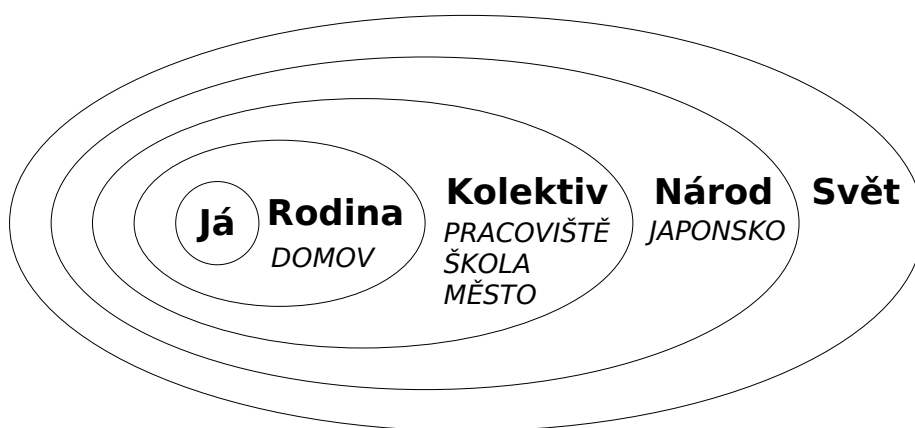 Já
Rodina
DOMOV
Kolektiv
PRACOVIŠTĚ
ŠKOLA
MĚSTO
Národ
JAPONSKO
Svět